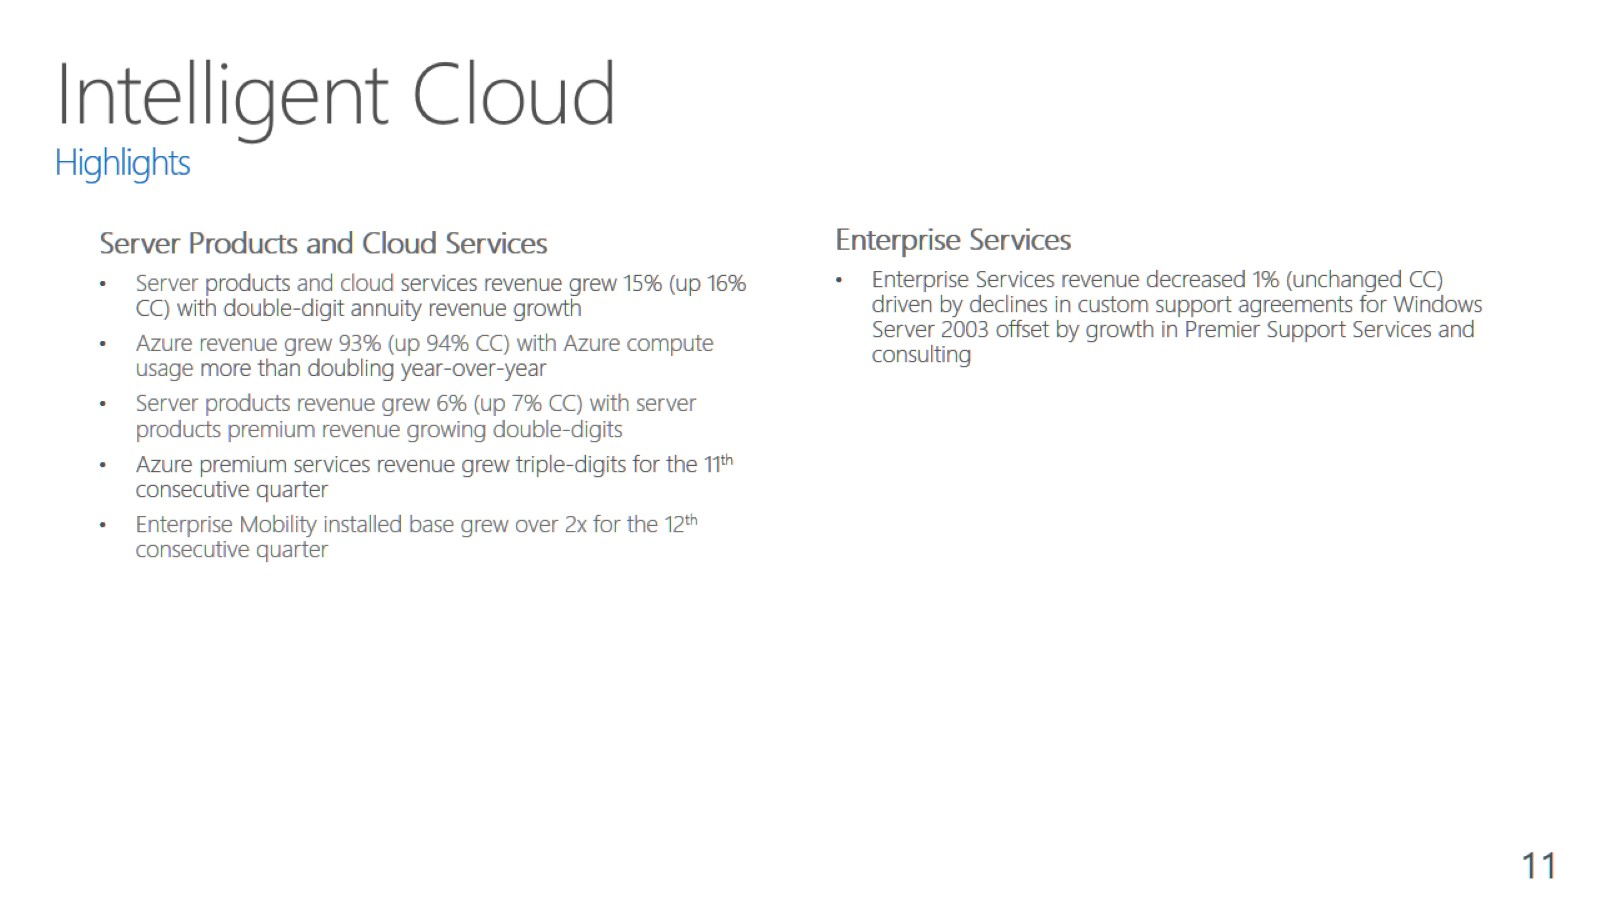 Intelligent Cloud
Highlights
Server Products and Cloud Services
• Server products and cloud services revenue grew 15% (up 16%
CC) with double-digit annuity revenue growth
• Azure revenue grew 93% (up 94% CC) with Azure compute
usage more than doubling year-over-year
• Server products revenue grew 6% (up 7% CC) with server
products premium revenue growing double-digits
• Azure premium services revenue grew triple-digits for the 11th
consecutive quarter
• Enterprise Mobility installed base grew over 2x for the 12th
consecutive quarter
Enterprise Services
• Enterprise Services revenue decreased 1% (unchanged CC)
driven by declines in custom support agreements for Windows
Server 2003 offset by growth in Premier Support Services and
consulting
11